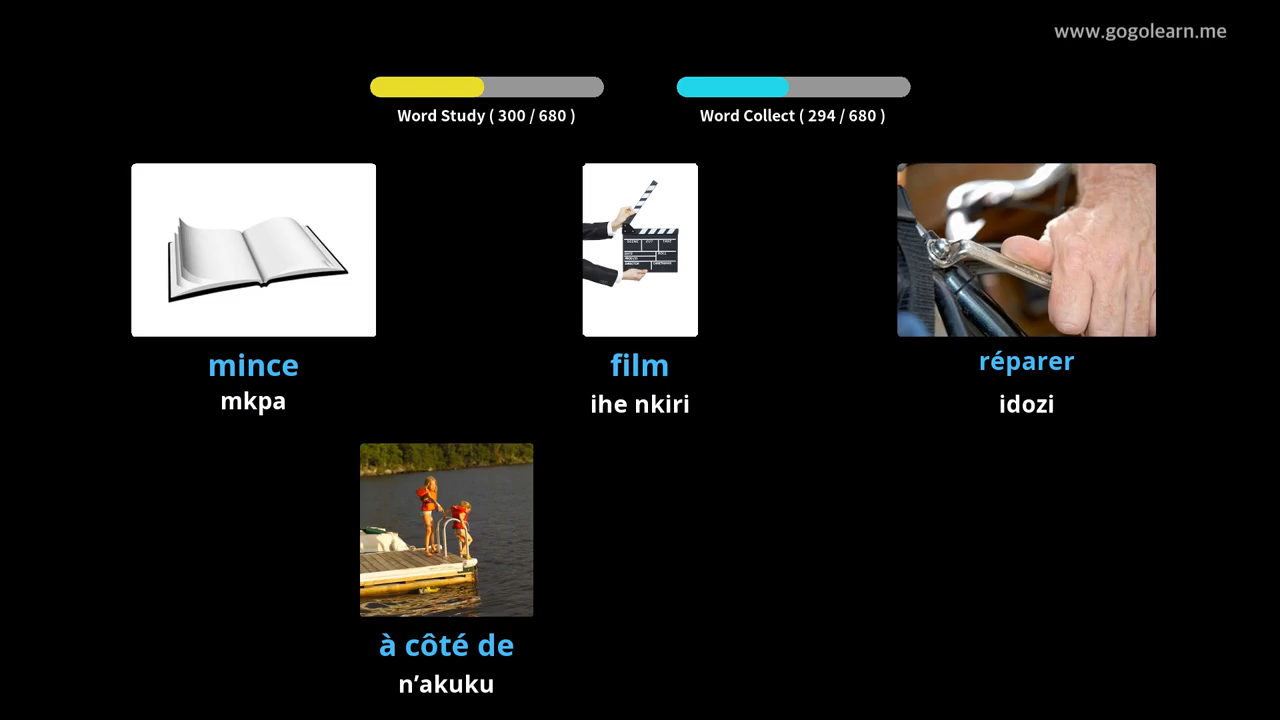 www.gogolearn.me
Word Study ( 300 / 680 )
Word Collect ( 294 / 680 )
mince
mkpa
film
ihe nkiri
réparer
idozi
à côté de
n’akuku